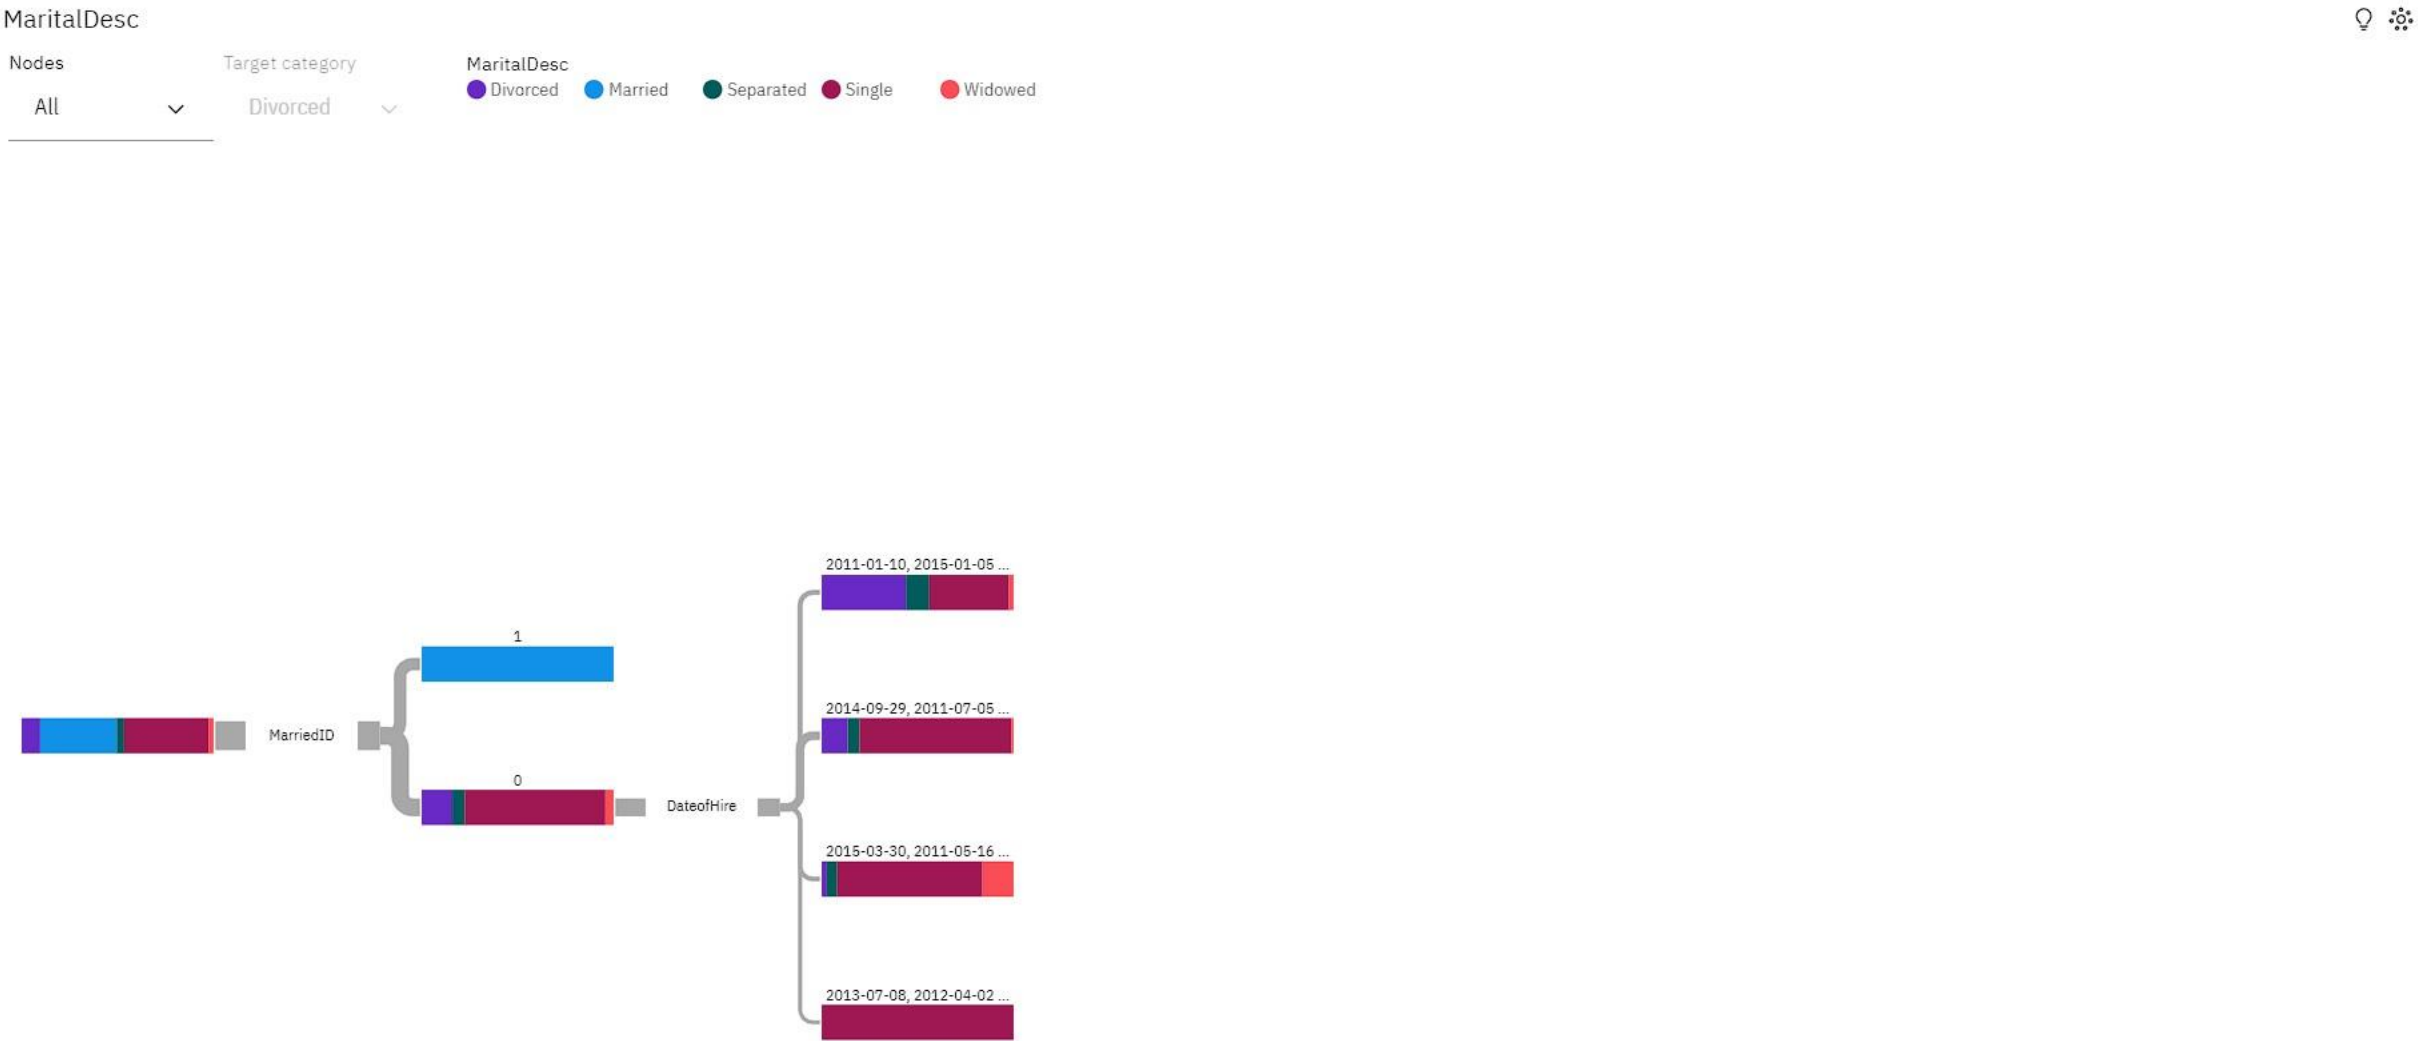 MaritalDesc
Nodes
Target category
MaritalDesc
All
Divorced
Divorced
Married
Separated
Single
Widowed
2011-01-10, 2015-01-05 ...
1
2014-09-29, 2011-07-05 ...
MarriedID
0
DateofHire
2015-03-30, 2011-05-16 ...
2013-07-08, 2012-04-02 ...